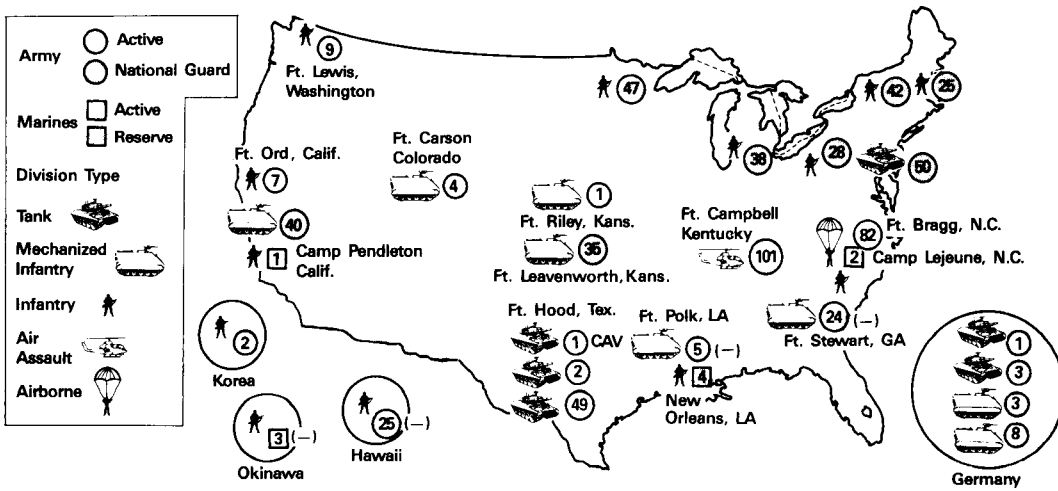 Army
Active
National Guard
Marines
Active
Reserve
Division Type
Tank
Mechanized
Infantry
Infantry
Air
Assault
Airborne
9
Ft. Lewis,
Washington
47
42
26
38
28
50
Ft. Ord, Calif.
7
40
1
Camp Pendleton
Calif.
Ft. Carson
Colorado
4
1
Ft. Riley, Kans.
35
Ft. Leavenworth, Kans.
Ft. Campbell
Kentucky
101
82
Ft. Bragg, N.C.
2
Camp Lejeune, N.C.
24 (–)
Ft. Stewart, GA
Ft. Hood, Tex.
1 CAV
2
49
Ft. Polk, LA
5 (–)
4
New
Orleans, LA
2
Korea
3 (–)
Okinawa
25 (–)
Hawaii
1
3
3
8
Germany